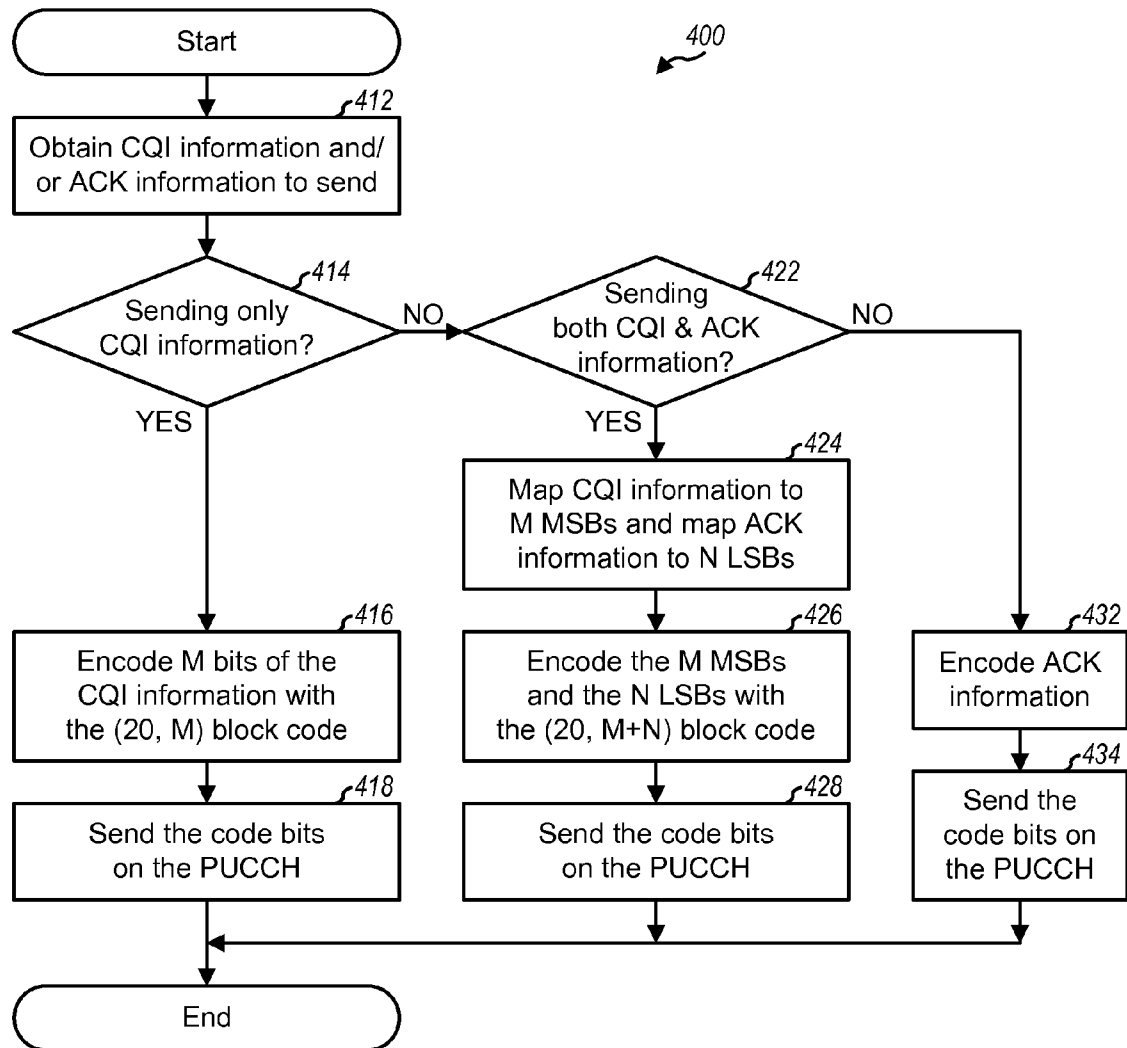 Start
400
412
Obtain CQI information and/
or ACK information to send
414
Sending only
CQI information?
NO
422
Sending
both CQI & ACK
information?
NO
YES
YES
424
Map CQI information to
M MSBs and map ACK
information to N LSBs
416
Encode M bits of the
CQI information with
the (20, M) block code
426
Encode the M MSBs
and the N LSBs with
the (20, M+N) block code
432
Encode ACK
information
418
Send the code bits
on the PUCCH
428
Send the code bits
on the PUCCH
434
Send the
code bits on
the PUCCH
End